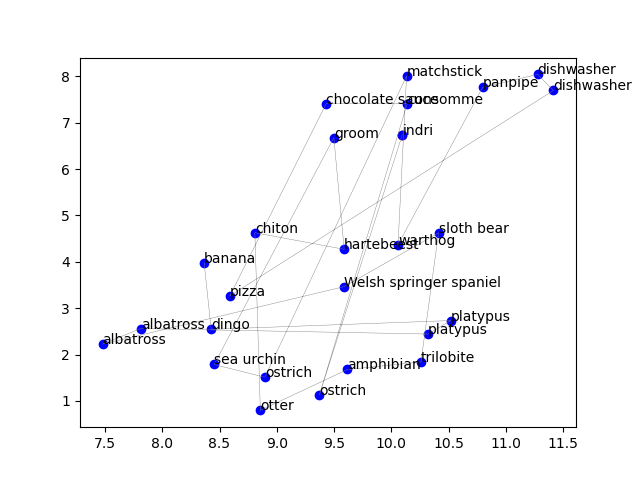 matchstick
dishwasher
panpipe
dishwasher
chocolate sauce
consomme
groom
indri
chiton
sloth bear
hartebeest
warthog
banana
pizza
Welsh springer spaniel
albatross
dingo
platypus
platypus
albatross
sea urchin
ostrich
amphibian
trilobite
ostrich
otter
8
7
6
5
4
3
2
1
7.5 8.0 8.5 9.0 9.5 10.0 10.5 11.0 11.5